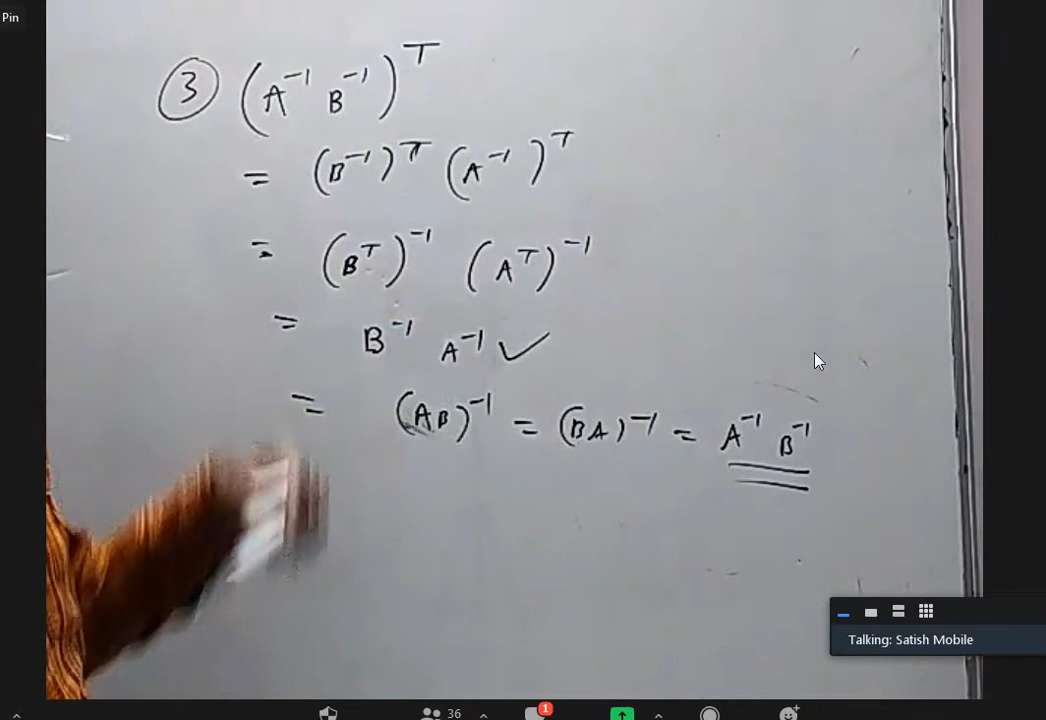 Pin
③ (A⁻¹ B⁻¹)ᵀ
= (B⁻¹)ᵀ (A⁻¹)ᵀ
= (Bᵀ)⁻¹ (Aᵀ)⁻¹
= B⁻¹ A⁻¹ ✓
= (AB)⁻¹ = (BA)⁻¹ = A⁻¹ B⁻¹
Talking: Satish Mobile
36
1